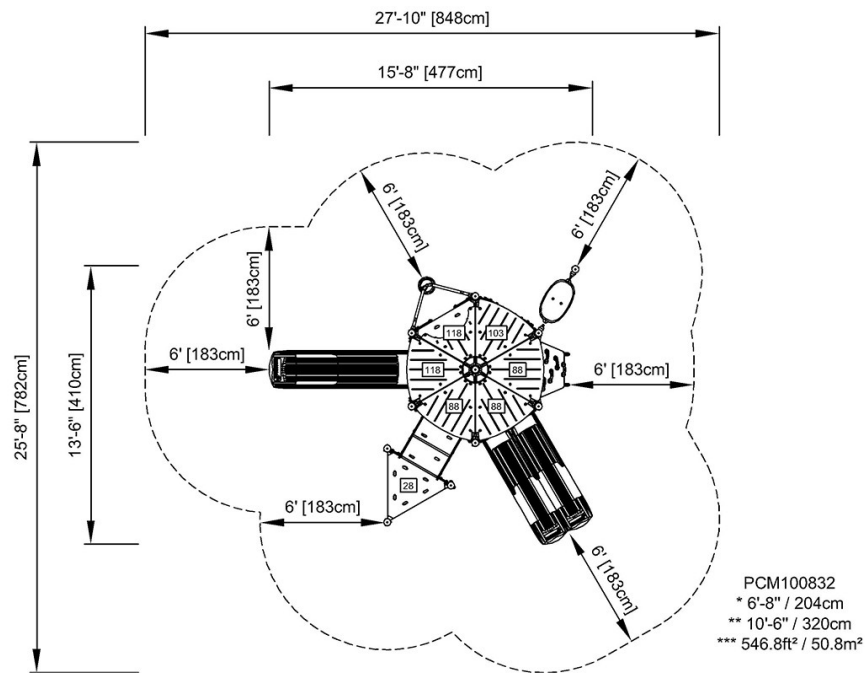 27'-10" [848cm]
15'-8" [477cm]
25'-8" [782cm]
13'-6" [410cm]
6' [183cm]
6' [183cm]
6' [183cm]
6' [183cm]
6' [183cm]
118
103
118
88
88
88
28
6' [183cm]
6' [183cm]
PCM100832
* 6'-8" / 204cm
** 10'-6" / 320cm
*** 546.8ft² / 50.8m²